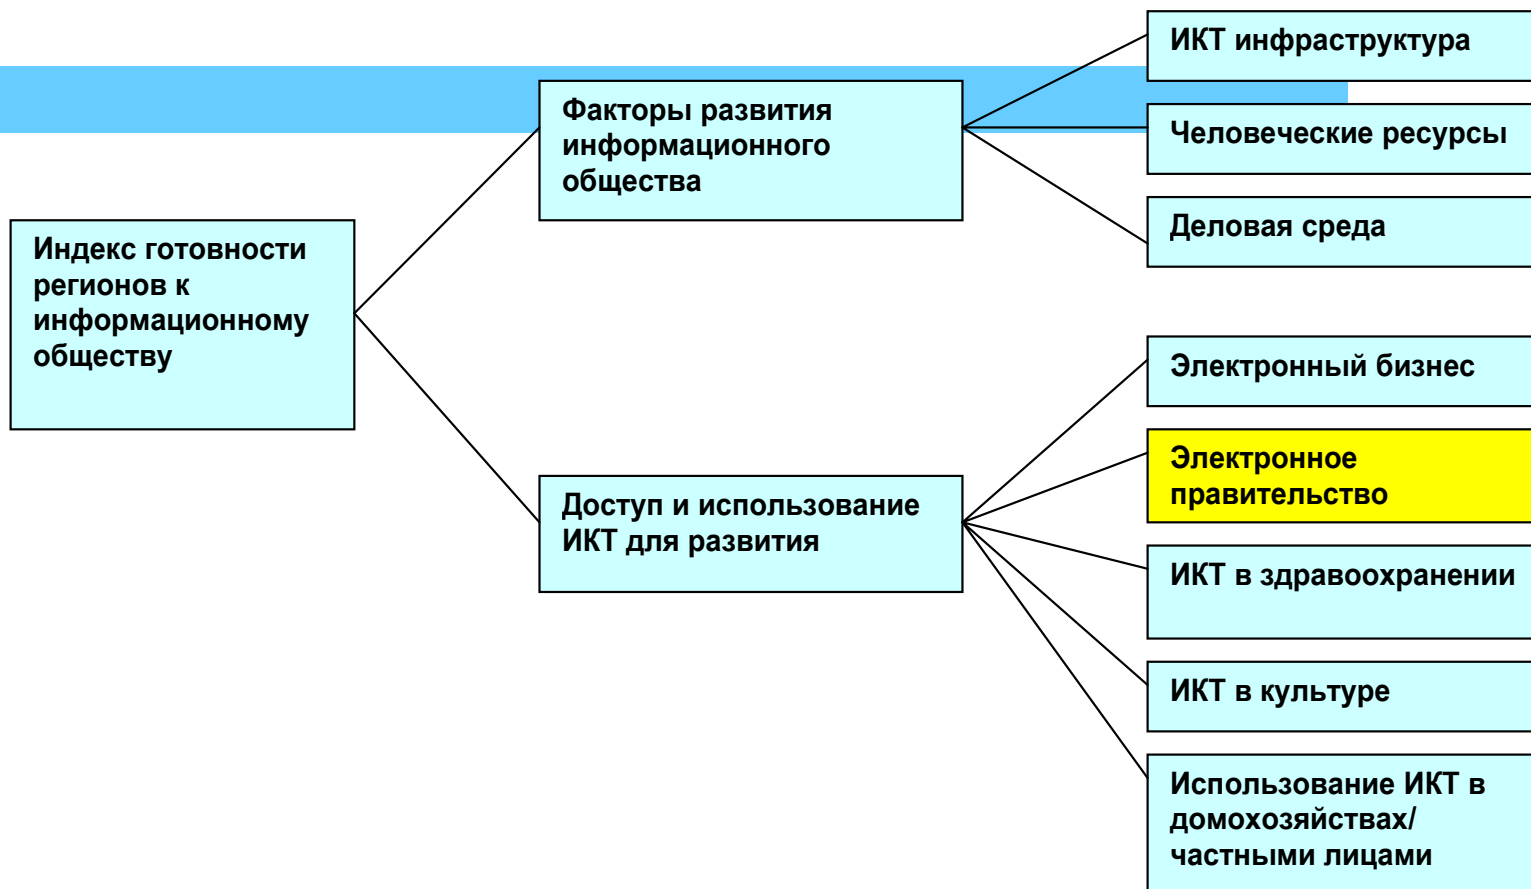 Индекс готовности
регионов к
информационному
обществу
Факторы развития
информационного
общества
ИКТ инфраструктура
Человеческие ресурсы
Деловая среда
Доступ и использование
ИКТ для развития
Электронный бизнес
Электронное
правительство
ИКТ в здравоохранении
ИКТ в культуре
Использование ИКТ в
домохозяйствах/
частными лицами